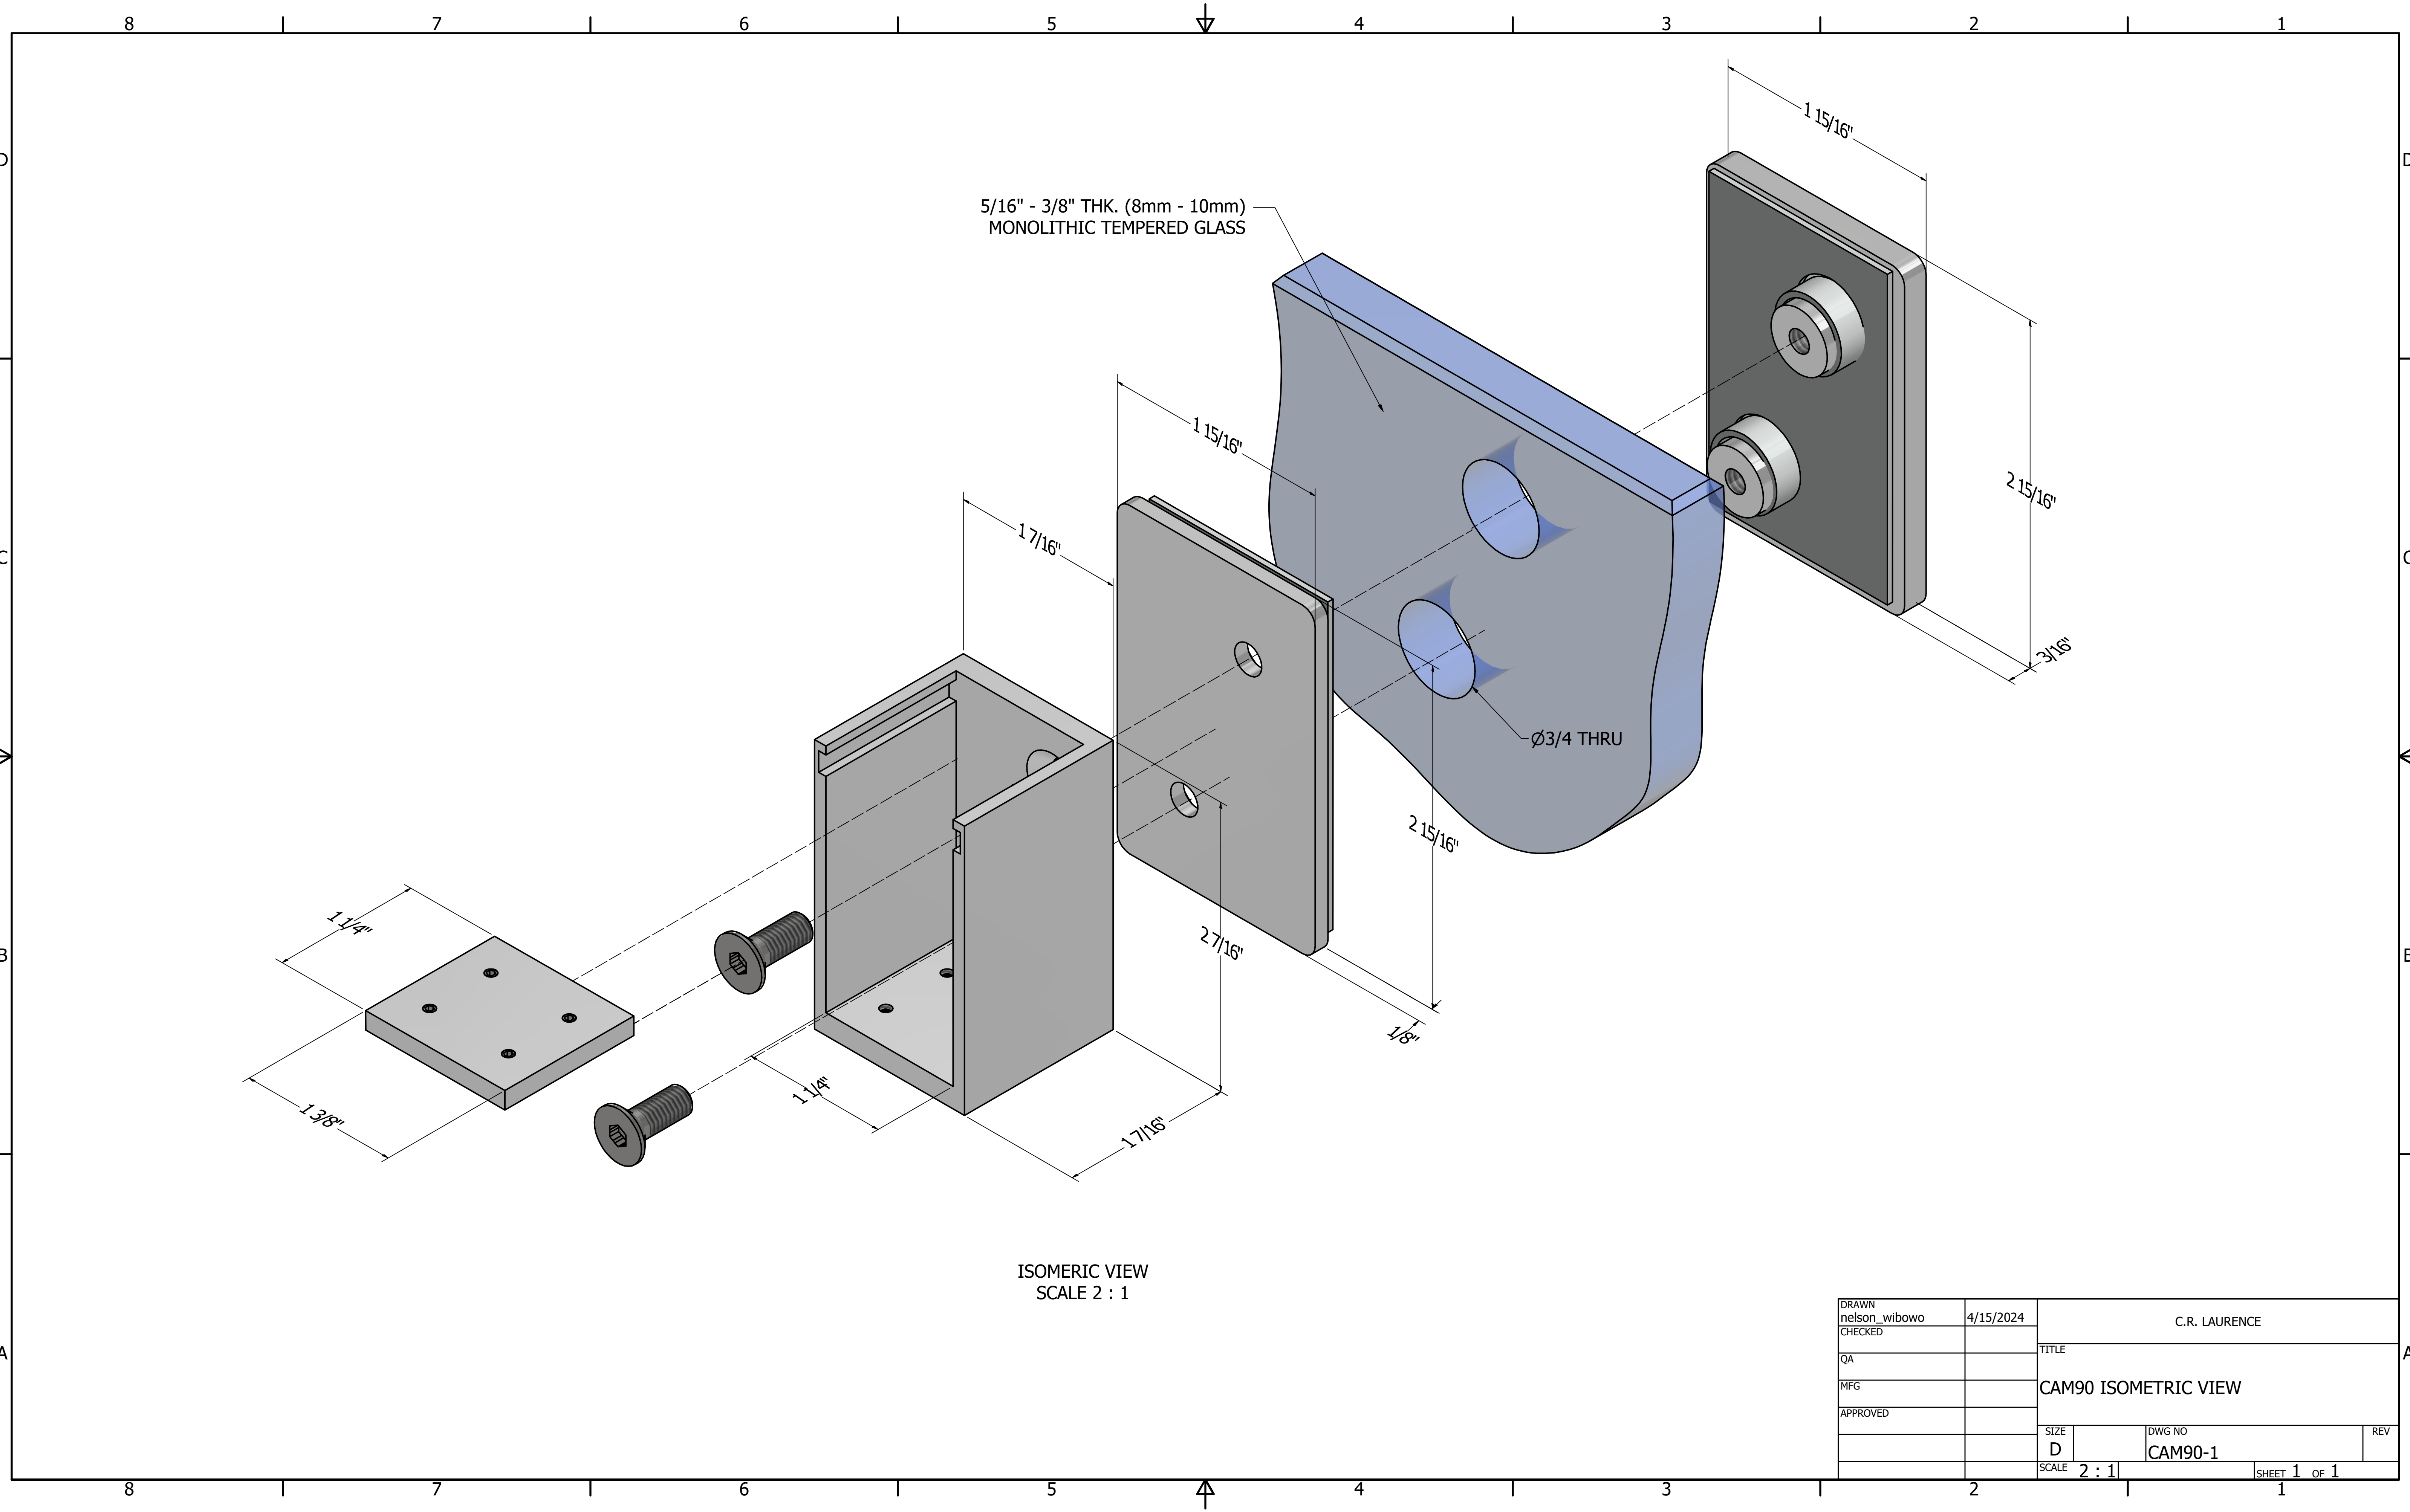 8 7 6 5 4 3 2 1
D D
1 15/16"
5/16" - 3/8" THK. (8mm - 10mm)
MONOLITHIC TEMPERED GLASS
1 15/16"
2 15/16"
1 7/16"
C C
3/16"
Ø3/4 THRU
2 15/16"
1 1/4"
2 7/16"
B B
1/8"
1 1/4"
1 3/8"
1 7/16"
ISOMERIC VIEW
SCALE 2 : 1
A A
DRAWN
nelson_wibowo 4/15/2024
C.R. LAURENCE
CHECKED
TITLE
QA
MFG
CAM90 ISOMETRIC VIEW
APPROVED
SIZE
D
DWG NO
CAM90-1
REV
SCALE 2 : 1
SHEET 1 OF 1
8 7 6 5 4 3 2 1